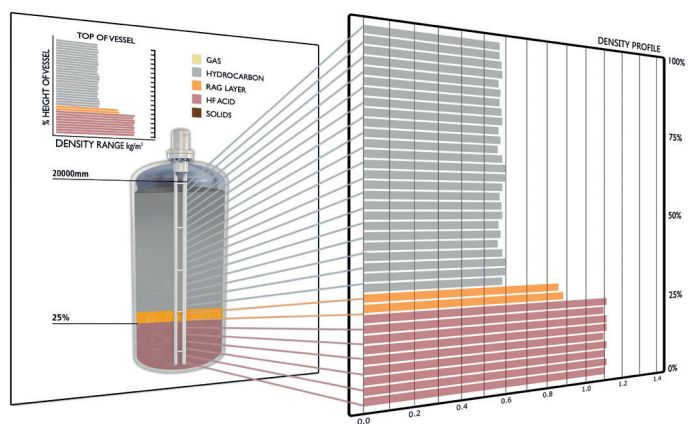 TOP OF VESSEL
% HEIGHT OF VESSEL
DENSITY RANGE kg/m³
GAS
HYDROCARBON
RAG LAYER
HF ACID
SOLIDS
20000mm
25%
DENSITY PROFILE
100%
75%
50%
25%
0%
0.0
0.2
0.4
0.6
0.8
1.0
1.2
1.4